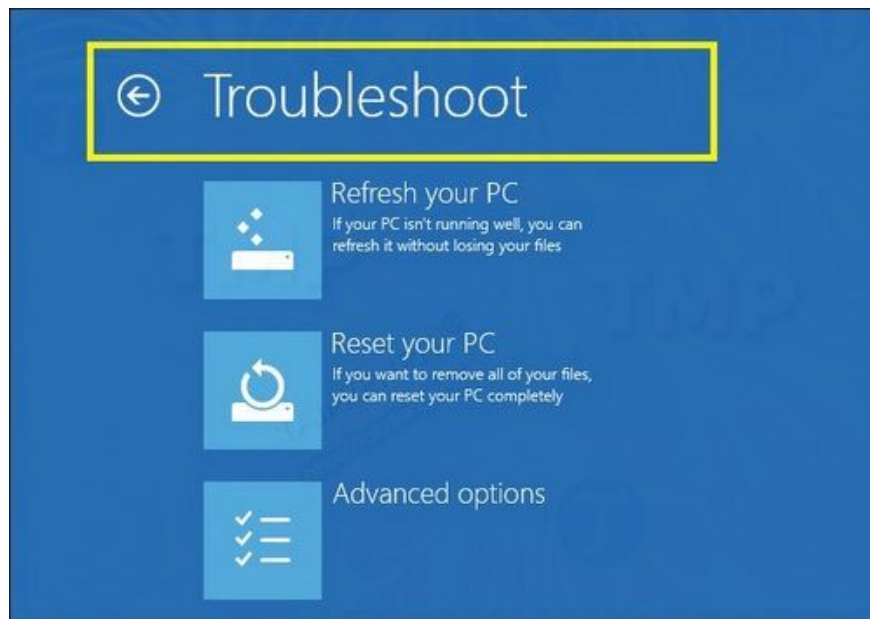 Troubleshoot
Refresh your PC
If your PC isn't running well, you can
refresh it without losing your files
Reset your PC
If you want to remove all of your files,
you can reset your PC completely
Advanced options
TMP